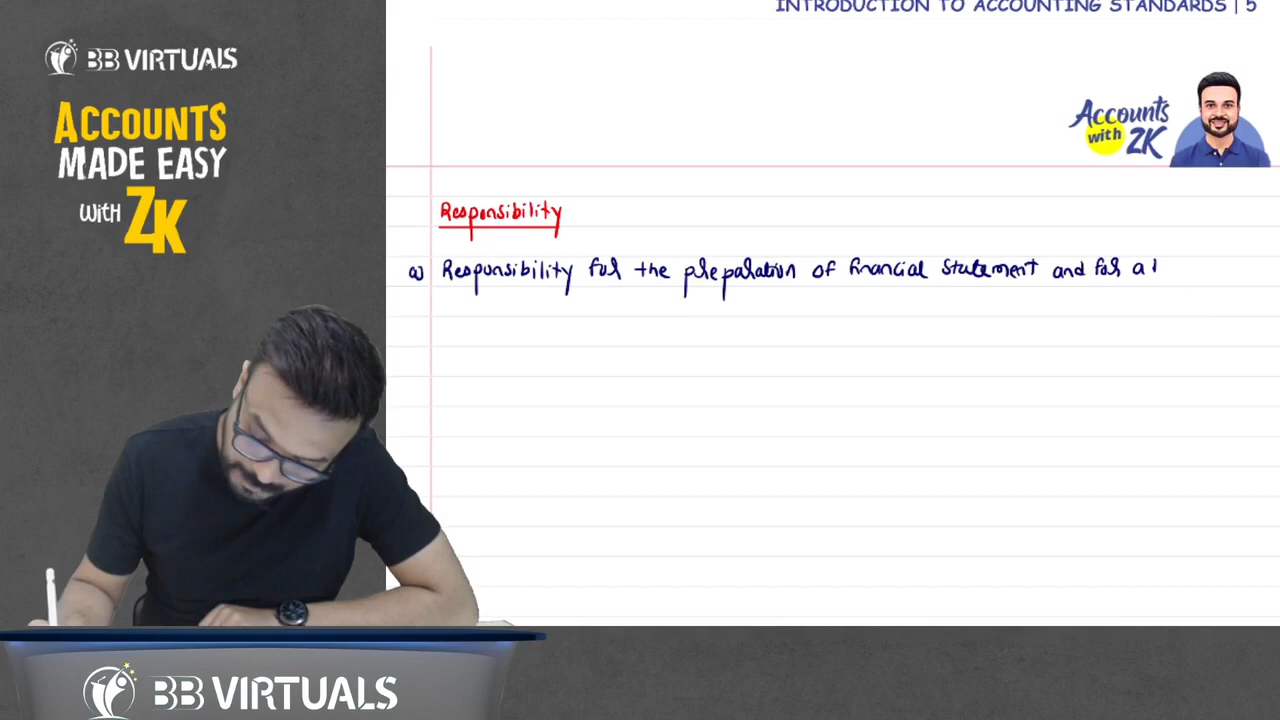 INTRODUCTION TO ACCOUNTING STANDARDS | 5
BB VIRTUALS
ACCOUNTS
MADE EASY
WITH ZK
Accounts
with ZK
Responsibility
a) Responsibility for the preparation of financial statement and for a
BB VIRTUALS